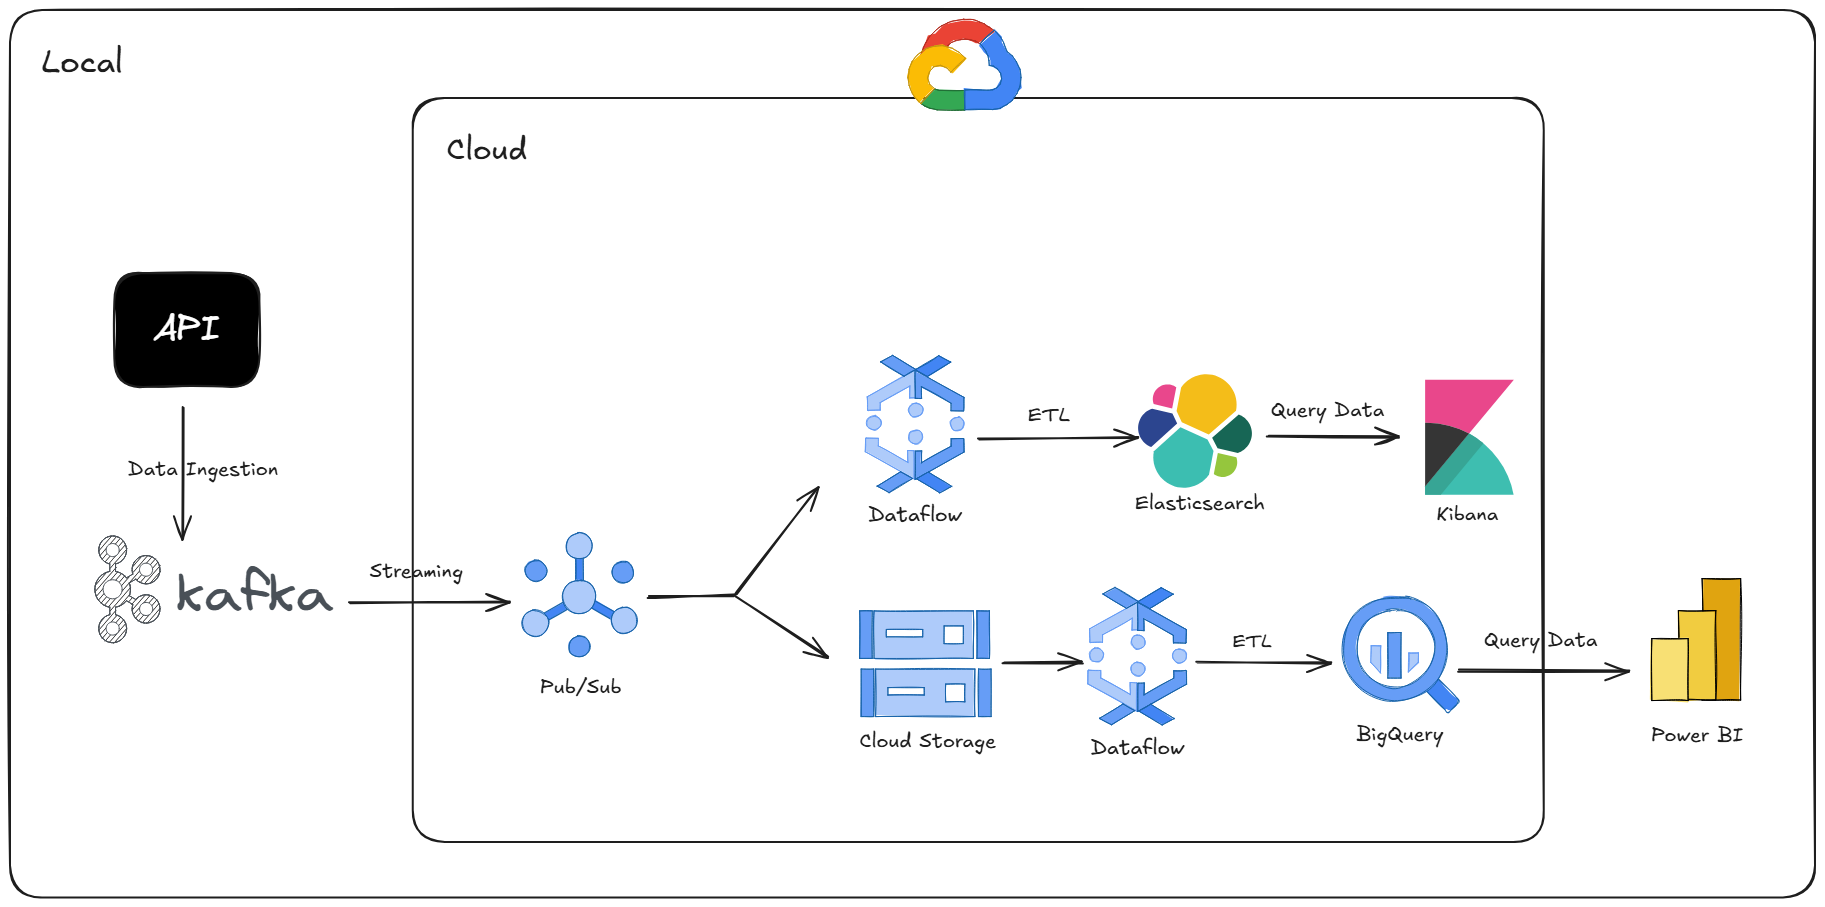 Local
Cloud
API
Data Ingestion
kafka
Streaming
Pub/Sub
Dataflow
ETL
Elasticsearch
Query Data
Kibana
Cloud Storage
Dataflow
ETL
BigQuery
Query Data
Power BI